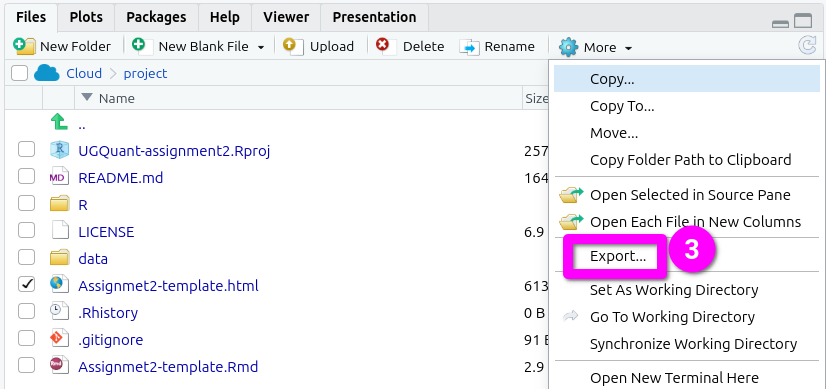 Files Plots Packages Help Viewer Presentation
New Folder New Blank File Upload Delete Rename More
Cloud project
Name Size
..
UGQuant-assignment2.Rproj 257
MD README.md 164
R
LICENSE 6.9
data
Assignmet2-template.html 613
.Rhistory 0 B
.gitignore 91 B
Rmd Assignmet2-template.Rmd 2.9
Copy...
Copy To...
Move...
Copy Folder Path to Clipboard
Open Selected in Source Pane
Open Each File in New Columns
Export... 3
Set As Working Directory
Go To Working Directory
Synchronize Working Directory
Open New Terminal Here